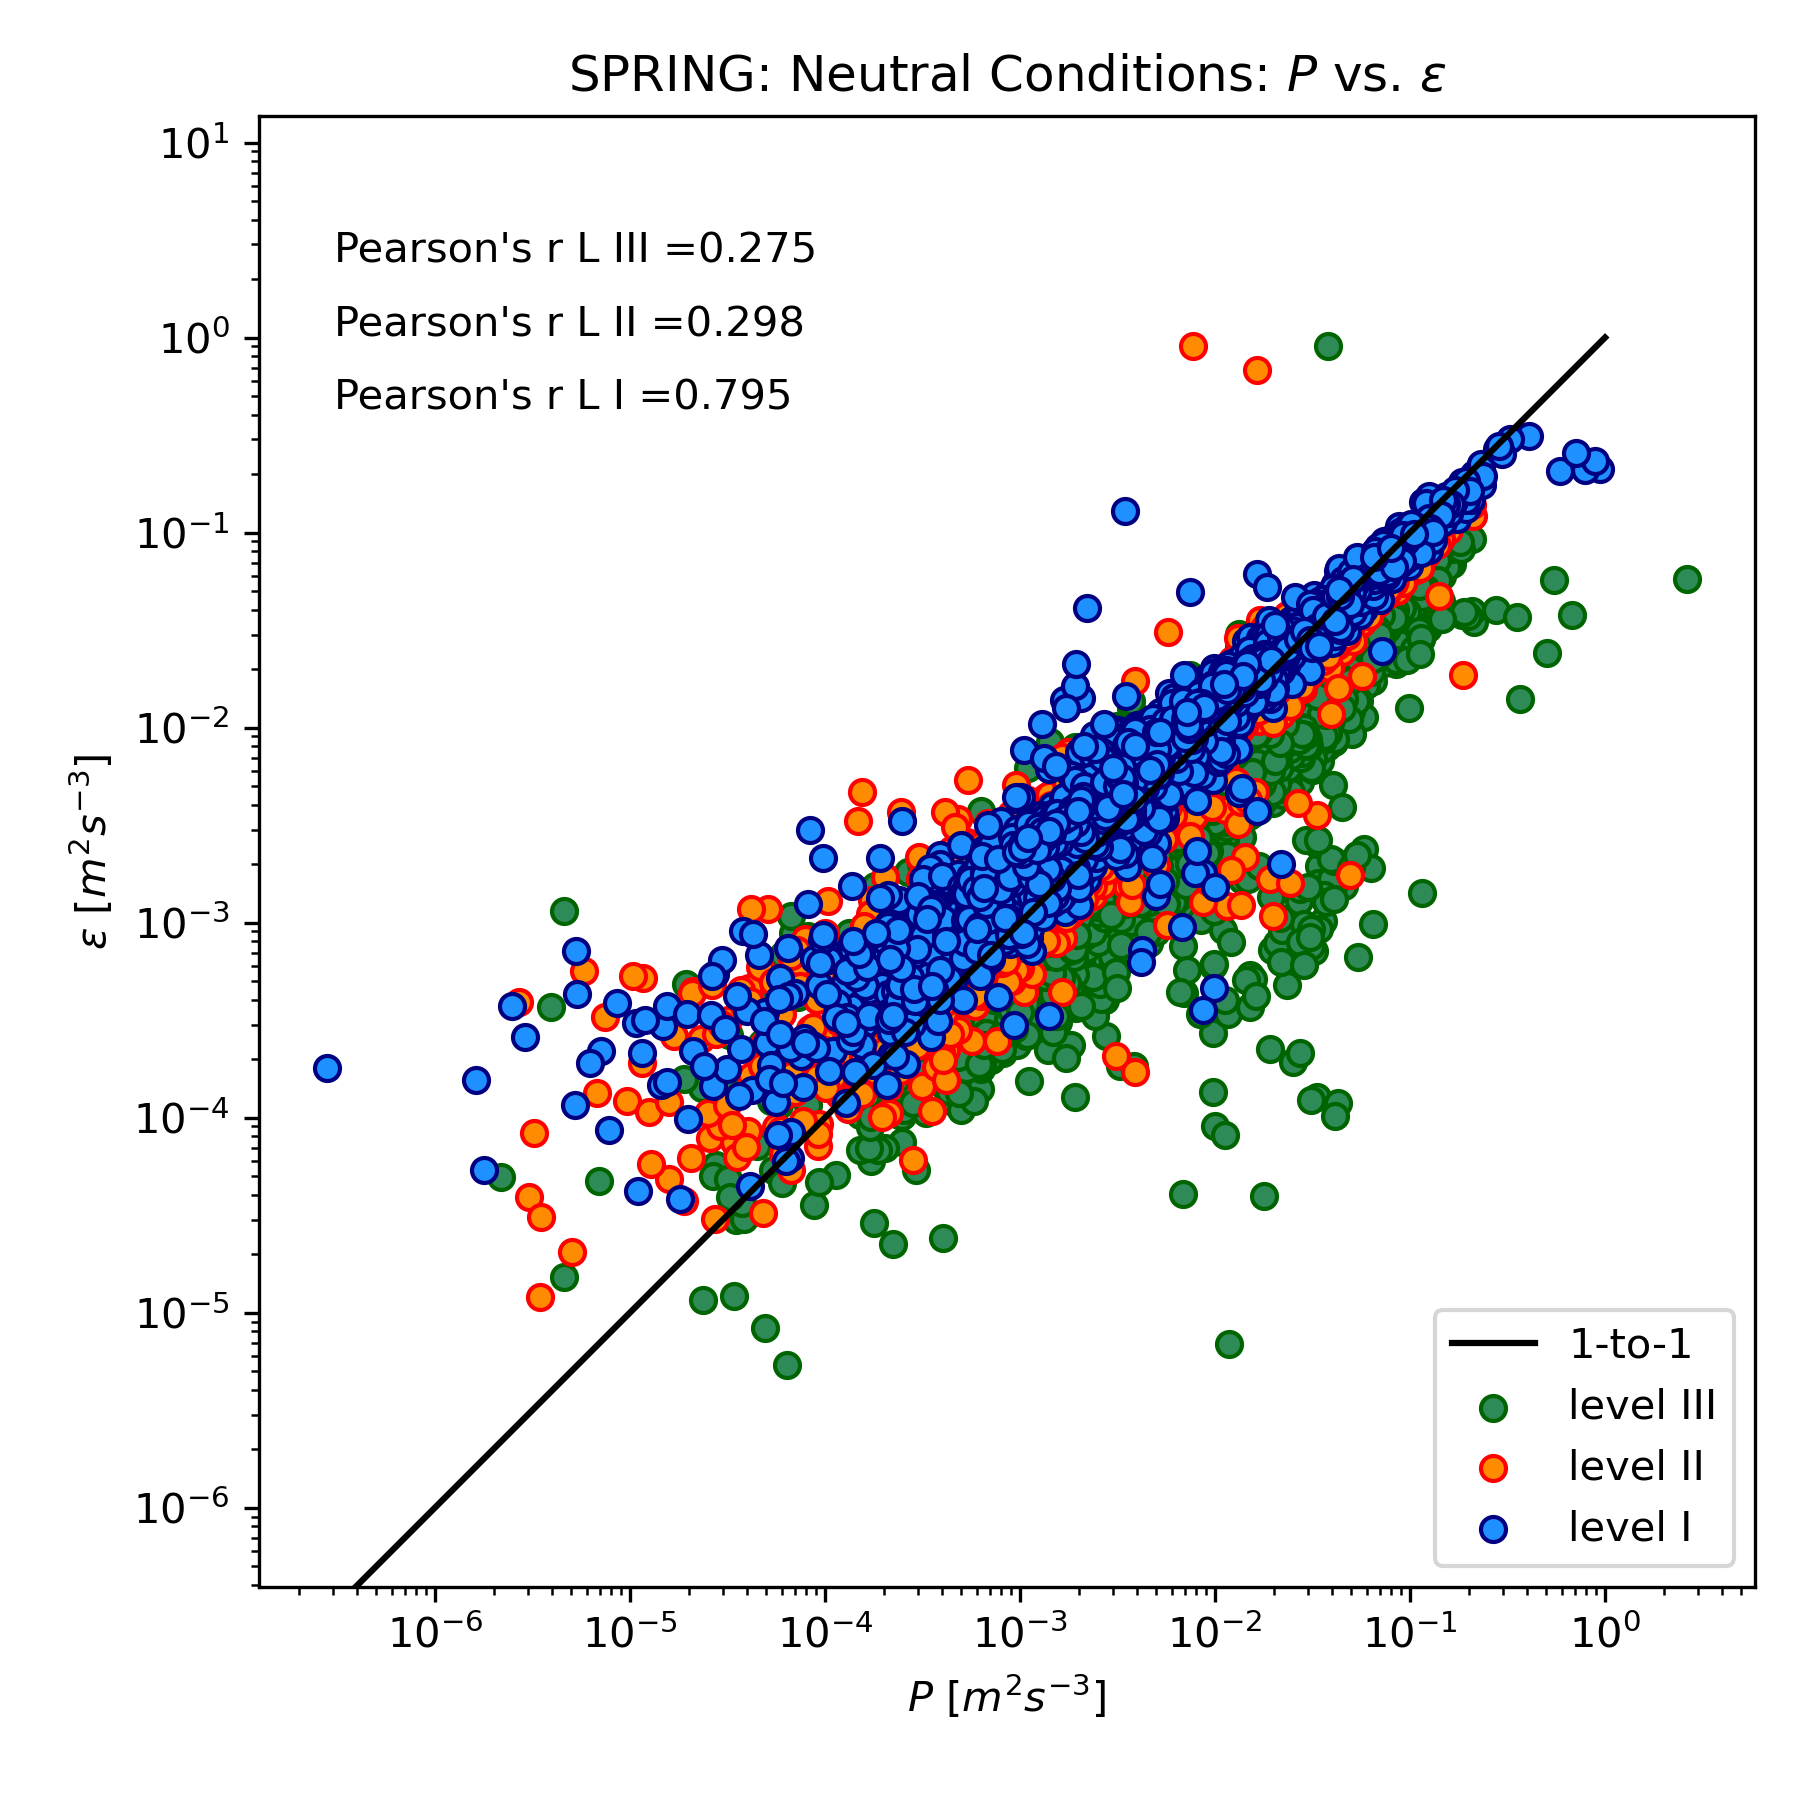 SPRING: Neutral Conditions: P vs. ε
10¹
10⁰
10⁻¹
10⁻²
10⁻³
10⁻⁴
10⁻⁵
10⁻⁶
ε [m²s⁻³]
Pearson's r L III =0.275
Pearson's r L II =0.298
Pearson's r L I =0.795
1-to-1
level III
level II
level I
10⁻⁶ 10⁻⁵ 10⁻⁴ 10⁻³ 10⁻² 10⁻¹ 10⁰
P [m²s⁻³]